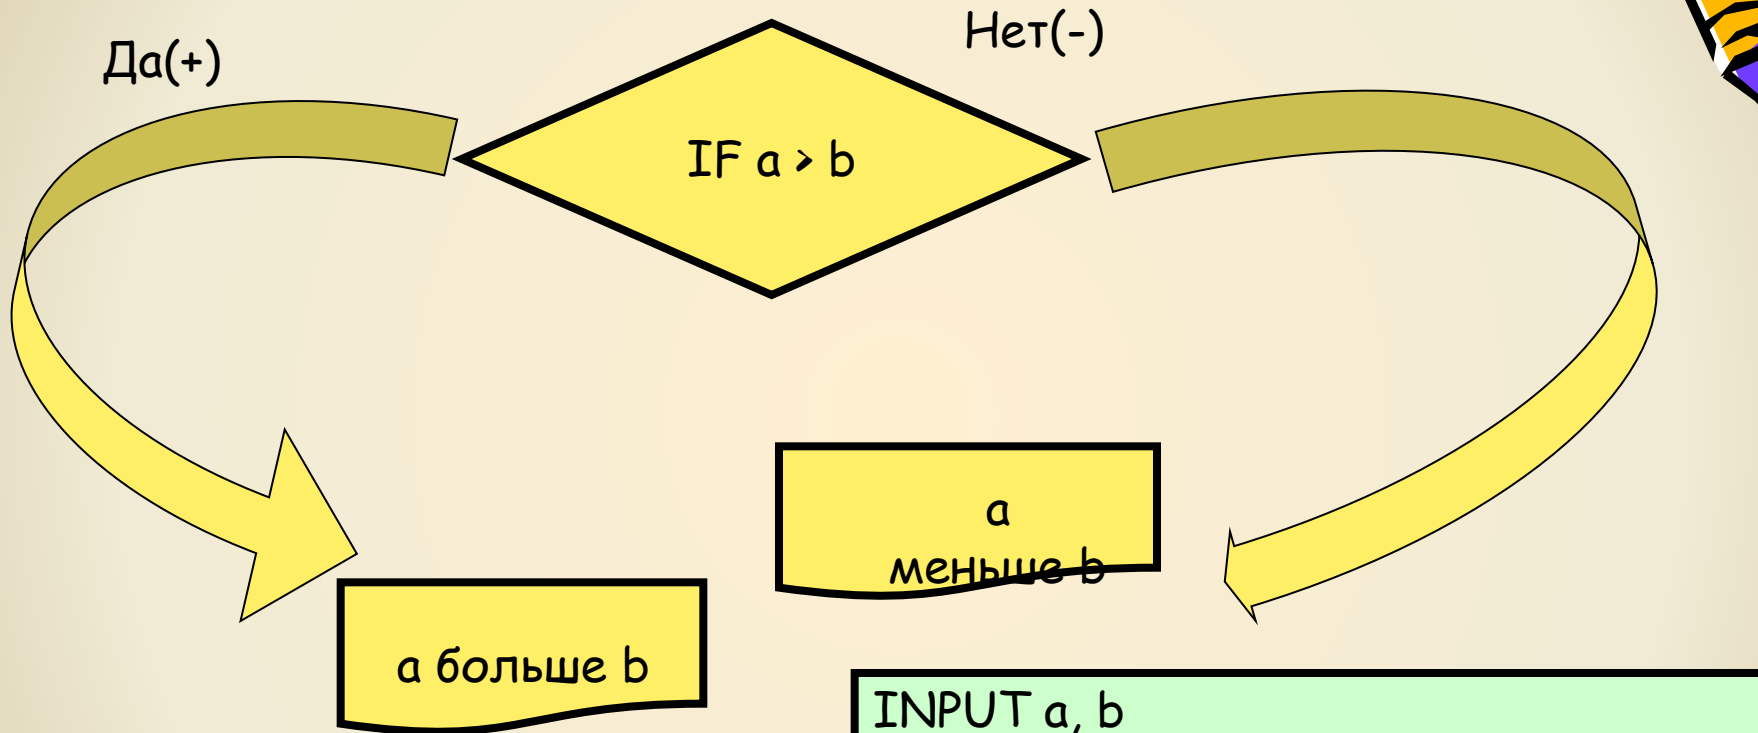 Да(+)
Нет(-)
IF a > b
а
меньше b
а больше b
INPUT a, b